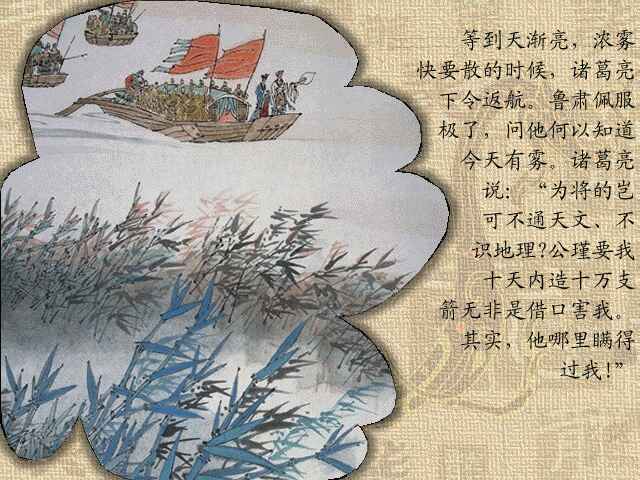 等到天渐亮，浓雾
快要散的时候，诸葛亮
下令返航。鲁肃佩服
极了，问他何以知道
今天有雾。诸葛亮
说：“为将的岂
可不通天文、不
识地理?公瑾要我
十天内造十万支
箭无非是借口害我。
其实，他哪里瞒得
过我!”